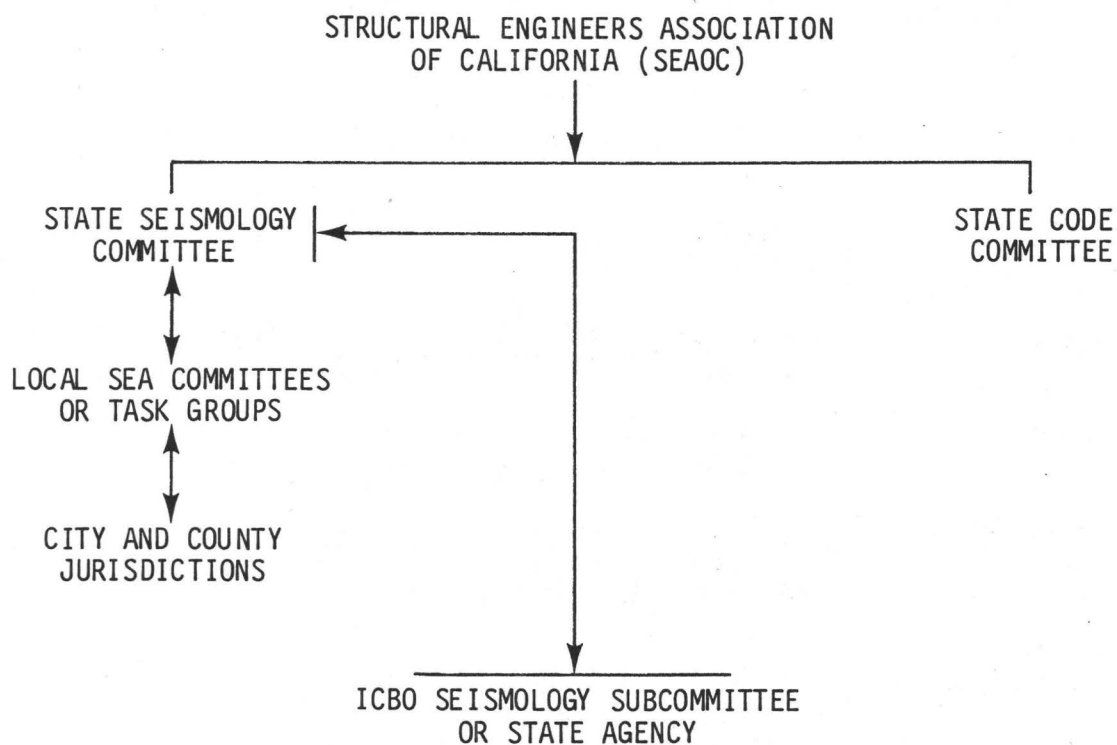 STRUCTURAL ENGINEERS ASSOCIATION
OF CALIFORNIA (SEAOC)
STATE SEISMOLOGY
COMMITTEE
STATE CODE
COMMITTEE
LOCAL SEA COMMITTEES
OR TASK GROUPS
CITY AND COUNTY
JURISDICTIONS
ICBO SEISMOLOGY SUBCOMMITTEE
OR STATE AGENCY